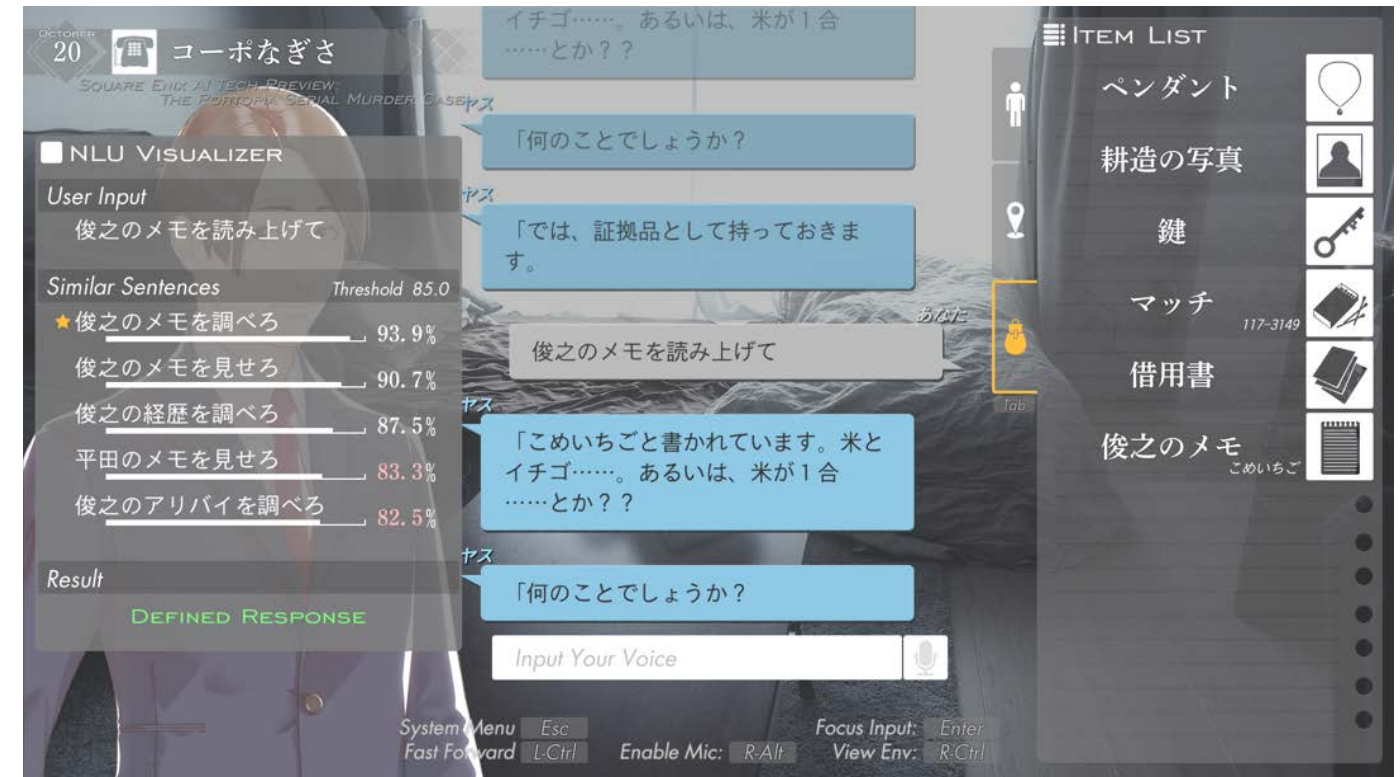 OCTOBER
20
コーポなぎさ
SQUARE ENIX AI TECH PREVIEW:
THE PORTOPIA SERIAL MURDER CASE
NLU VISUALIZER
User Input
俊之のメモを読み上げて
Similar Sentences
Threshold 85.0
俊之のメモを調べろ
93.9%
俊之のメモを見せろ
90.7%
俊之の経歴を調べろ
87.5%
平田のメモを見せろ
83.3%
俊之のアリバイを調べろ
82.5%
Result
DEFINED RESPONSE
イチゴ……。あるいは、米が1合
……とか??
ヤス
「何のことでしょうか?
ヤス
「では、証拠品として持っておきま
す。
あなた
俊之のメモを読み上げて
ヤス
「こめいちごと書かれています。米と
イチゴ……。あるいは、米が1合
……とか??
ヤス
「何のことでしょうか?
Input Your Voice
System Menu Esc
Focus Input: Enter
Fast Forward L-Ctrl
Enable Mic: R-Alt
View Env: R-Ctrl
Tab
ITEM LIST
ペンダント
耕造の写真
鍵
マッチ
117-3149
借用書
俊之のメモ
こめいちご